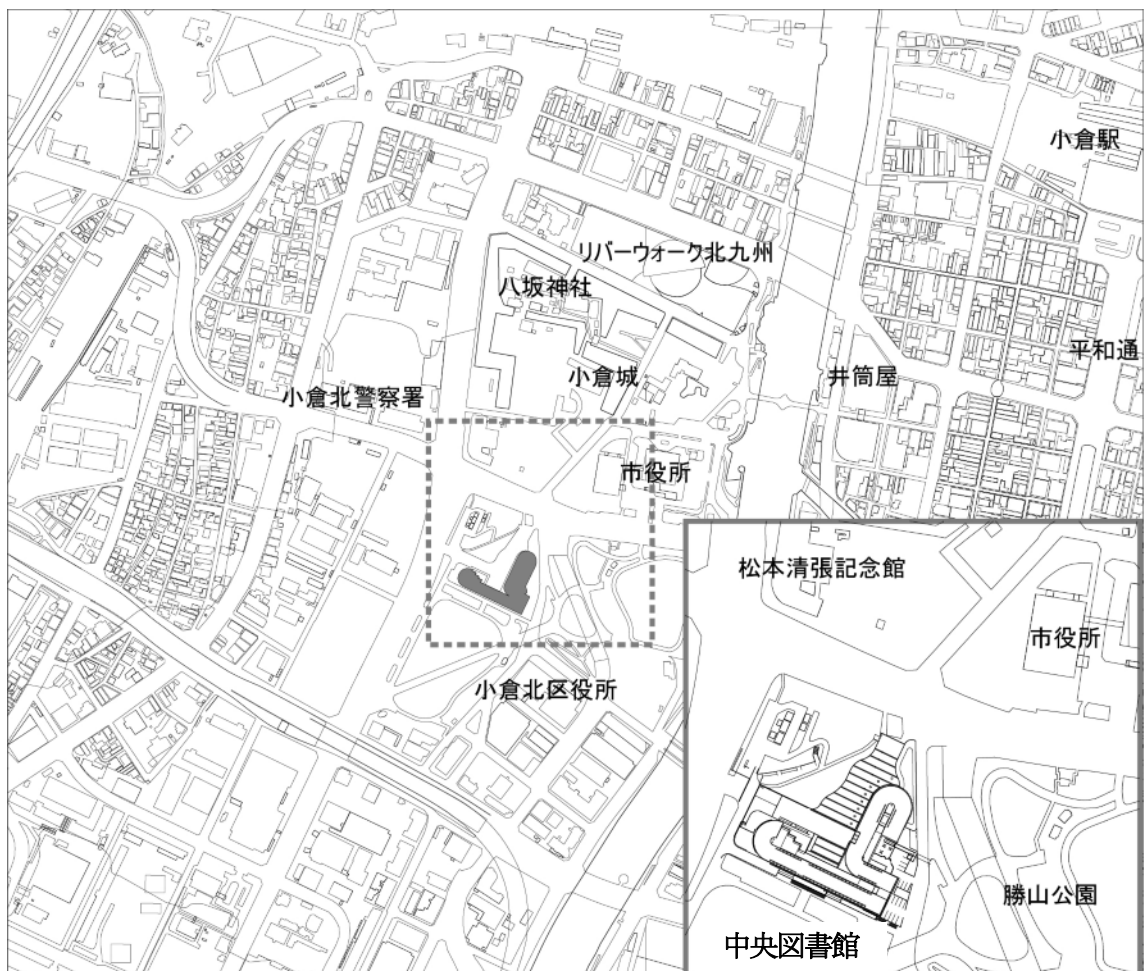 小倉駅
リバーウォーク北九州
八坂神社
平和通
小倉城
井筒屋
小倉北警察署
市役所
松本清張記念館
市役所
小倉北区役所
勝山公園
中央図書館